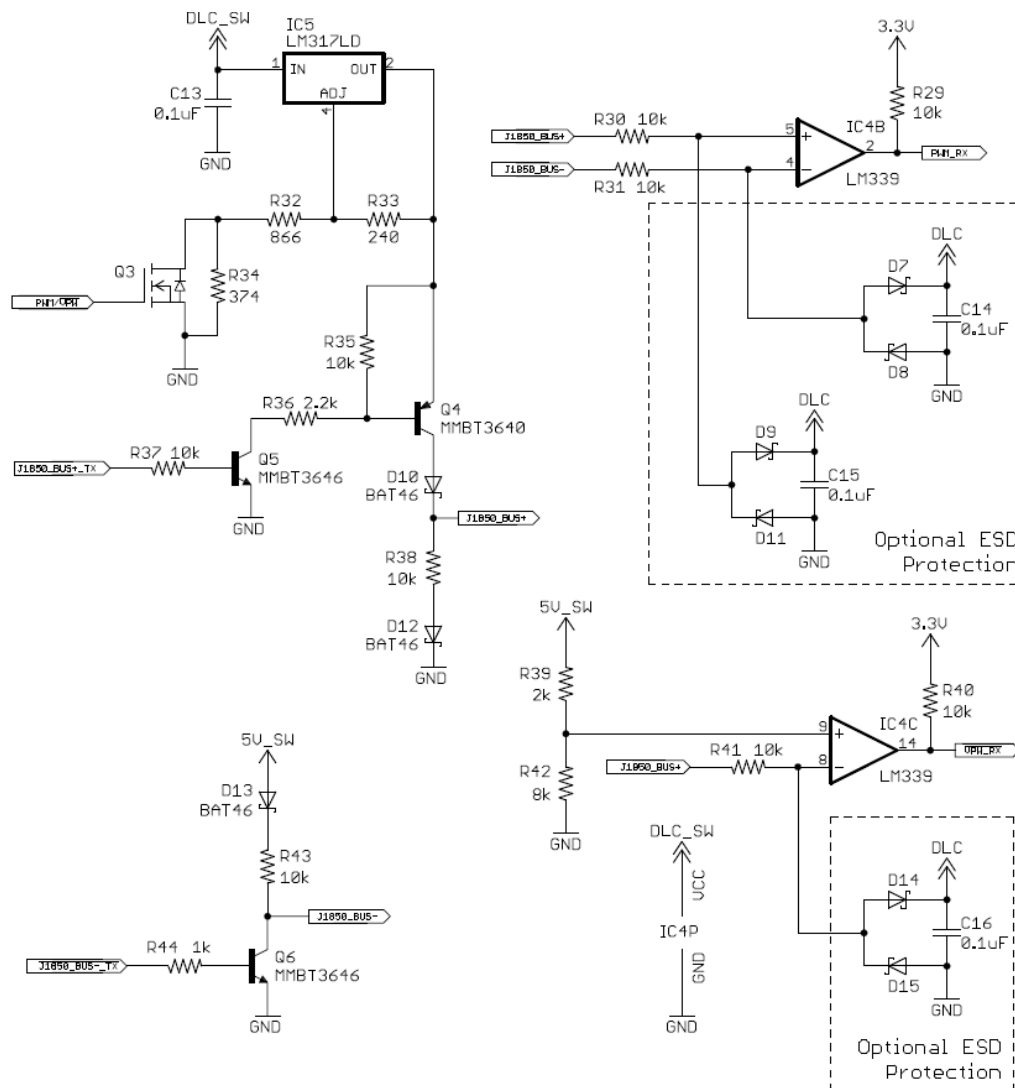 DLC_SW
IC5
LM317LD
1 IN OUT 2
ADJ
4
C13
0.1uF
GND
R32
866
R33
240
Q3
R34
374
PWM/VPW
GND
R35
10k
R36 2.2k
Q4
MMBT3640
R37 10k
J1850_BUS+_TX
Q5
MMBT3646
GND
D10
BAT46
J1850_BUS+
R38
10k
D12
BAT46
GND
5V_SW
D13
BAT46
R43
10k
J1850_BUS-
R44 1k
J1850_BUS-_TX
Q6
MMBT3646
GND
3.3V
R29
10k
R30 10k
J1850_BUS+
5
+
IC4B
2
PWM_RX
J1850_BUS-
4
-
R31 10k
LM339
DLC
D7
C14
0.1uF
D8
GND
DLC
D9
C15
0.1uF
D11
GND
Optional ESD
Protection
5V_SW
R39
2k
R42
8k
GND
3.3V
R40
10k
9
+
IC4C
14
VPW_RX
R41 10k
J1850_BUS+
8
-
LM339
DLC_SW
VCC
IC4P
GND
GND
DLC
D14
C16
0.1uF
D15
GND
Optional ESD
Protection